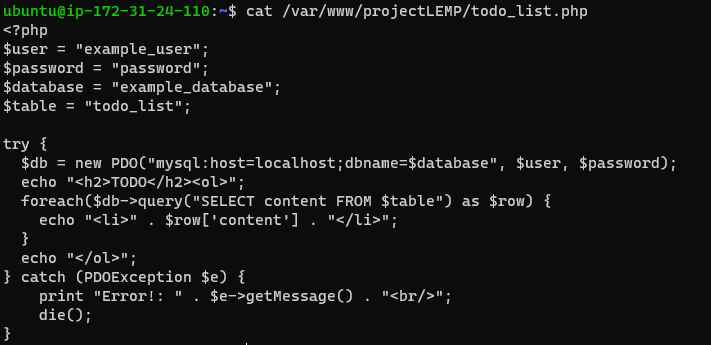 ubuntu@ip-172-31-24-110:~$ cat /var/www/projectLEMP/todo_list.php
<?php
$user = "example_user";
$password = "password";
$database = "example_database";
$table = "todo_list";

try {
  $db = new PDO("mysql:host=localhost;dbname=$database", $user, $password);
  echo "<h2>TODO</h2><ol>";
  foreach($db->query("SELECT content FROM $table") as $row) {
    echo "<li>" . $row['content'] . "</li>";
  }
  echo "</ol>";
} catch (PDOException $e) {
    print "Error!: " . $e->getMessage() . "<br/>";
    die();
}